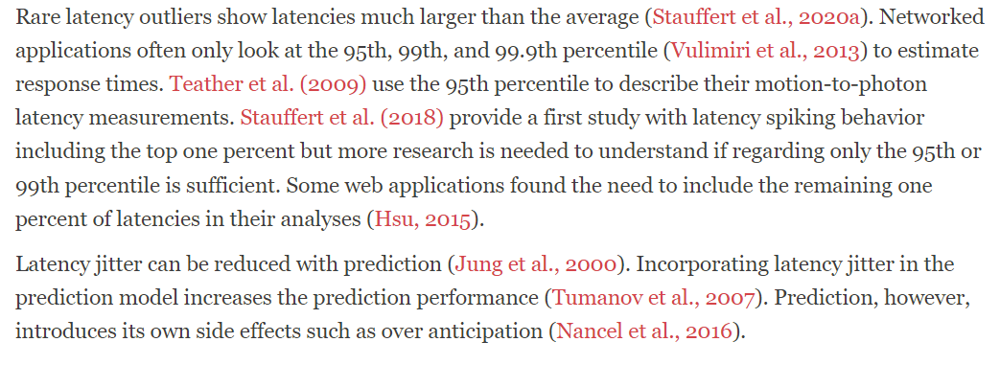 Rare latency outliers show latencies much larger than the average (Stauffert et al., 2020a). Networked
applications often only look at the 95th, 99th, and 99.9th percentile (Vulimiri et al., 2013) to estimate
response times. Teather et al. (2009) use the 95th percentile to describe their motion-to-photon
latency measurements. Stauffert et al. (2018) provide a first study with latency spiking behavior
including the top one percent but more research is needed to understand if regarding only the 95th or
99th percentile is sufficient. Some web applications found the need to include the remaining one
percent of latencies in their analyses (Hsu, 2015).
Latency jitter can be reduced with prediction (Jung et al., 2000). Incorporating latency jitter in the
prediction model increases the prediction performance (Tumanov et al., 2007). Prediction, however,
introduces its own side effects such as over anticipation (Nancel et al., 2016).